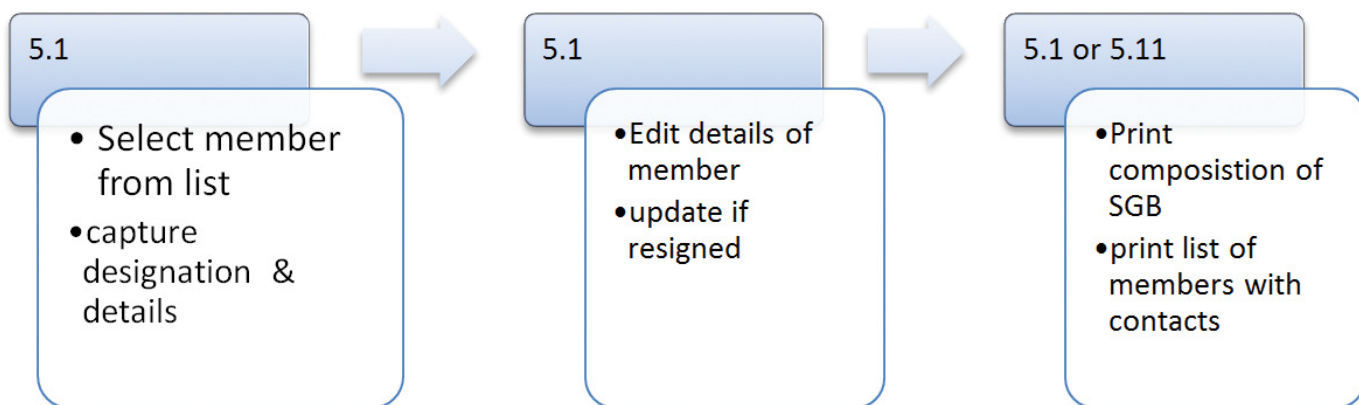 5.1
• Select member
from list
•capture
designation &
details
5.1
•Edit details of
member
•update if
resigned
5.1 or 5.11
•Print
composistion of
SGB
•print list of
members with
contacts